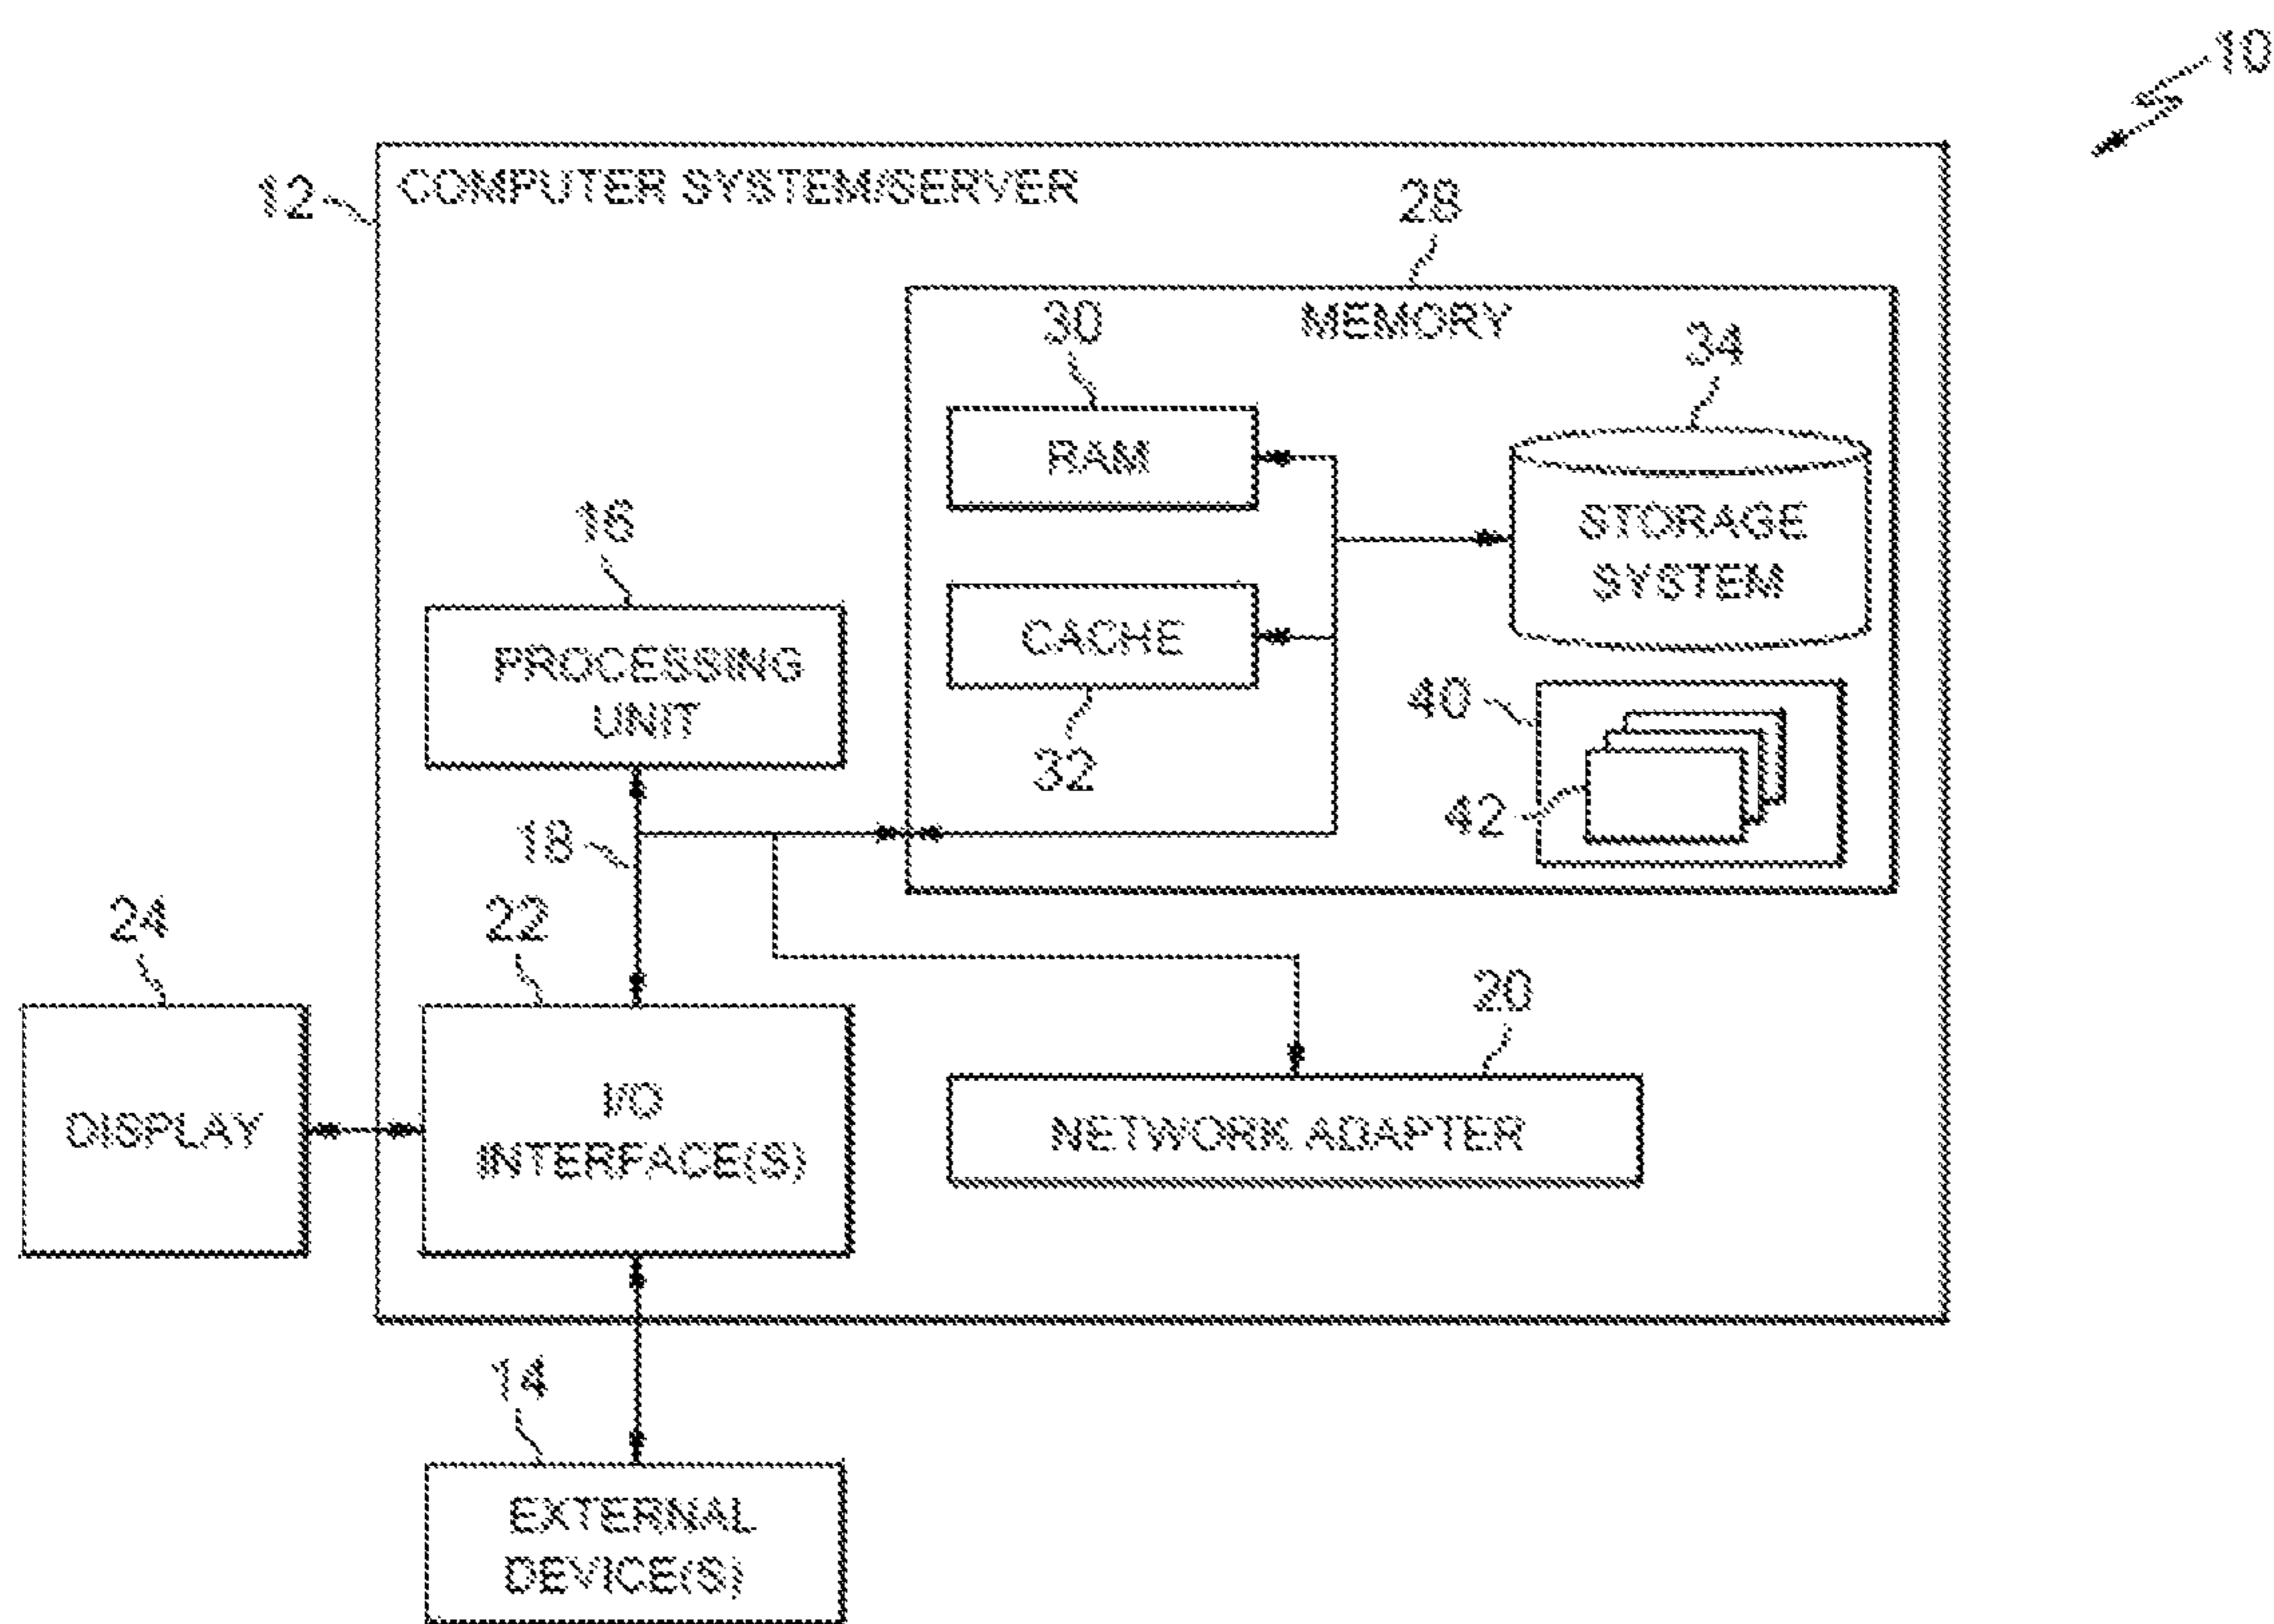 10
12
COMPUTER SYSTEM/SERVER
28
MEMORY
30
34
RAM
STORAGE
SYSTEM
16
PROCESSING
UNIT
CACHE
32
40
42
18
24
22
20
DISPLAY
I/O
INTERFACE(S)
NETWORK ADAPTER
14
EXTERNAL
DEVICE(S)